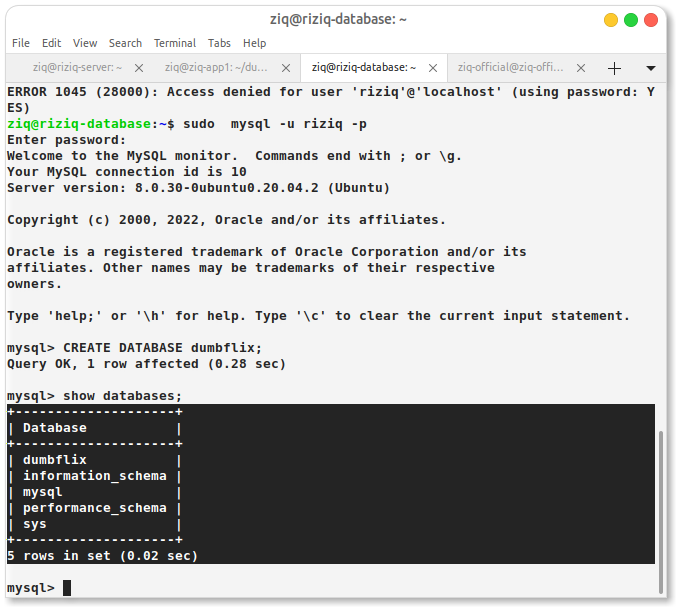 ziq@riziq-database: ~
File Edit View Search Terminal Tabs Help
ziq@riziq-server: ~ × ziq@ziq-app1: ~/du... × ziq@riziq-database: ~ × ziq-official@ziq-offi... ×
ERROR 1045 (28000): Access denied for user 'riziq'@'localhost' (using password: Y
ES)
ziq@riziq-database:~$ sudo  mysql -u riziq -p
Enter password:
Welcome to the MySQL monitor.  Commands end with ; or \g.
Your MySQL connection id is 10
Server version: 8.0.30-0ubuntu0.20.04.2 (Ubuntu)
Copyright (c) 2000, 2022, Oracle and/or its affiliates.
Oracle is a registered trademark of Oracle Corporation and/or its
affiliates. Other names may be trademarks of their respective
owners.
Type 'help;' or '\h' for help. Type '\c' to clear the current input statement.
mysql> CREATE DATABASE dumbflix;
Query OK, 1 row affected (0.28 sec)
mysql> show databases;
+--------------------+
| Database           |
+--------------------+
| dumbflix           |
| information_schema |
| mysql              |
| performance_schema |
| sys                |
+--------------------+
5 rows in set (0.02 sec)
mysql>